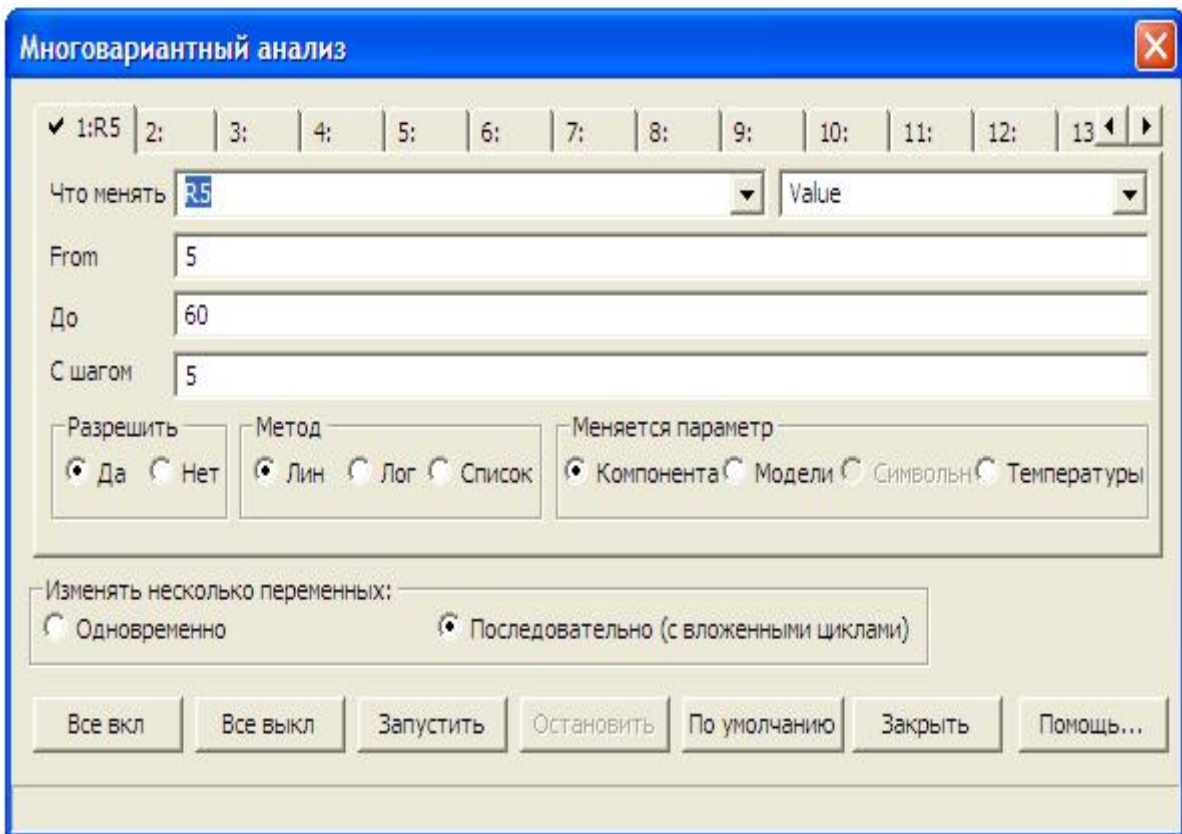 Многовариантный анализ
✔ 1:R5 2: 3: 4: 5: 6: 7: 8: 9: 10: 11: 12: 13
Что менять R5 Value
From 5
До 60
С шагом 5
Разрешить Метод Меняется параметр
Да Нет Лин Лог Список Компонента Модели Символьн Температуры
Изменять несколько переменных:
Одновременно Последовательно (с вложенными циклами)
Все вкл Все выкл Запустить Остановить По умолчанию Закрыть Помощь...